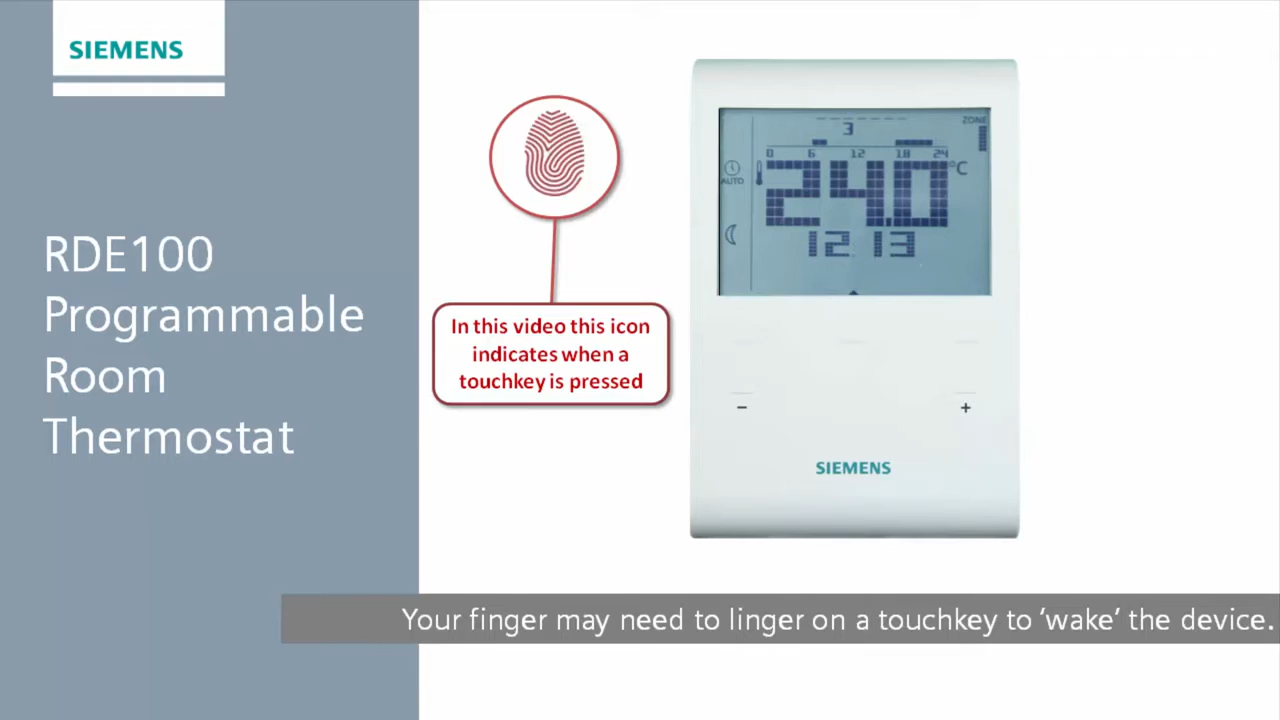 SIEMENS
RDE100
Programmable
Room
Thermostat
In this video this icon
indicates when a
touchkey is pressed
3
ZONE
0 6 12 18 24
AUTO
24.0 °C
12 13
- +
SIEMENS
Your finger may need to linger on a touchkey to ‘wake’ the device.